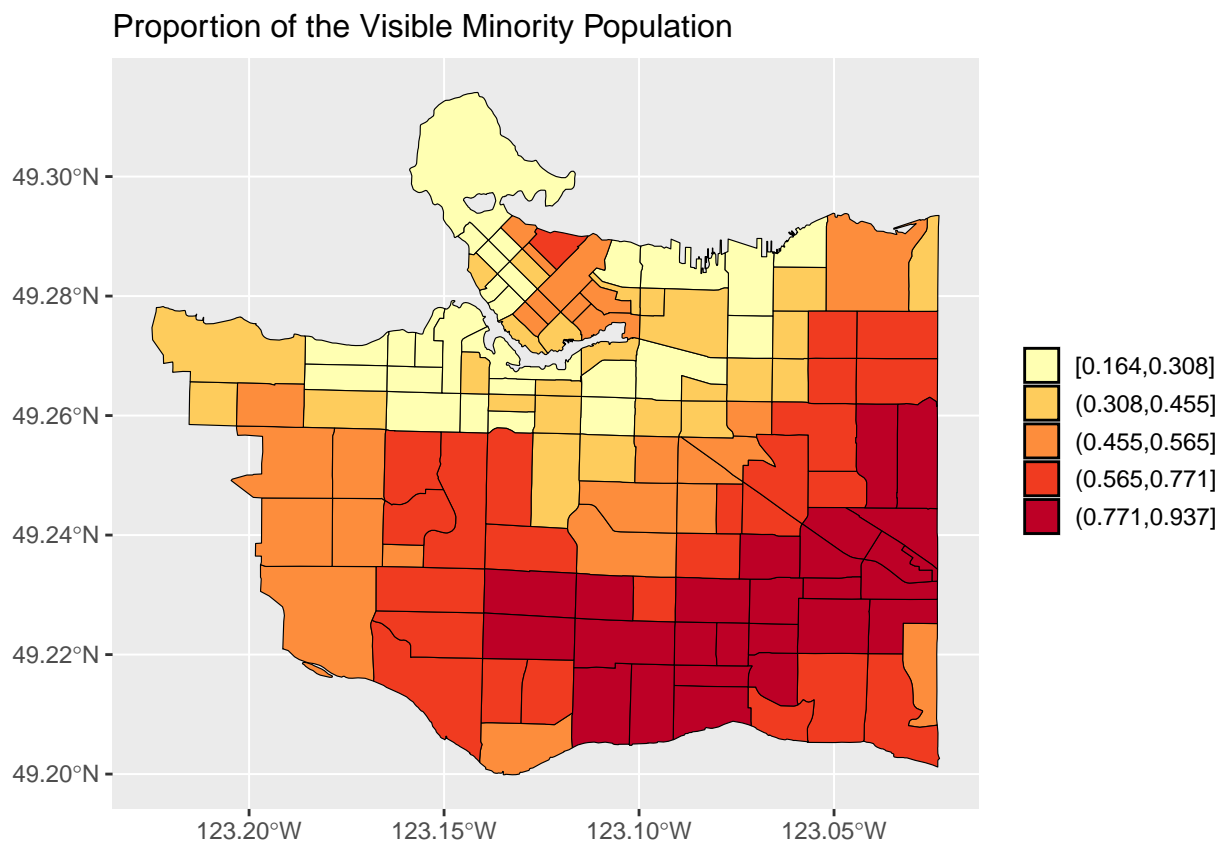 Proportion of the Visible Minority Population
49.30°N
49.28°N
49.26°N
49.24°N
49.22°N
49.20°N
123.20°W
123.15°W
123.10°W
123.05°W
[0.164,0.308]
(0.308,0.455]
(0.455,0.565]
(0.565,0.771]
(0.771,0.937]